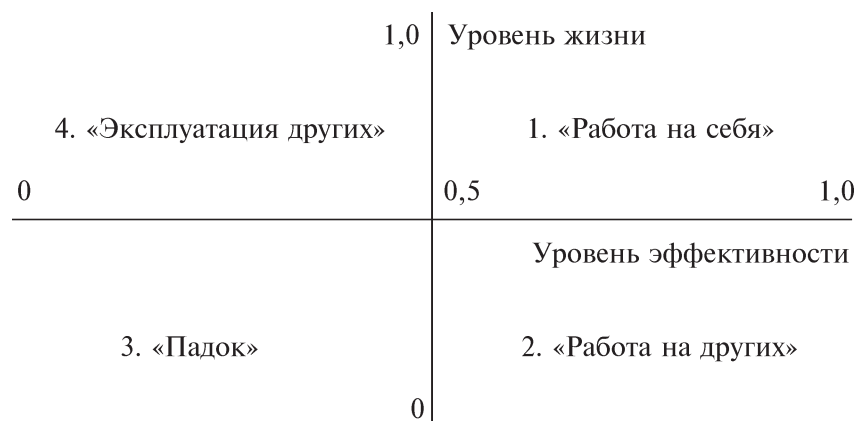 1,0 Уровень жизни
4. «Эксплуатация других» 1. «Работа на себя»
0 0,5 1,0
Уровень эффективности
3. «Падок» 2. «Работа на других»
0